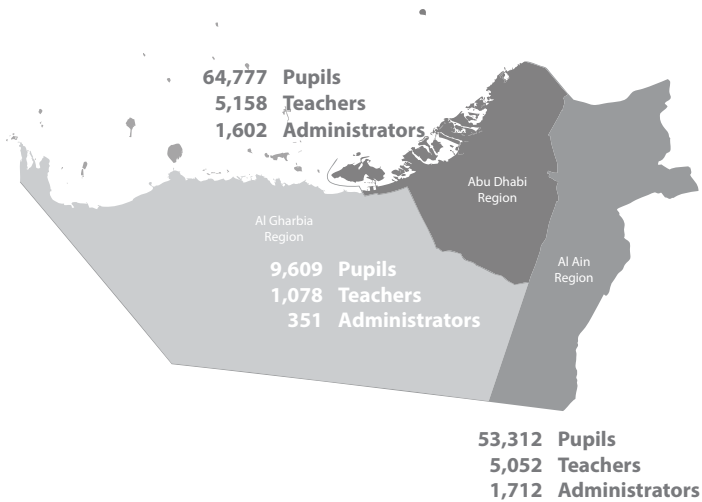 64,777 Pupils
5,158 Teachers
1,602 Administrators
Abu Dhabi
Region
Al Gharbia
Region
9,609 Pupils
1,078 Teachers
351 Administrators
Al Ain
Region
53,312 Pupils
5,052 Teachers
1,712 Administrators